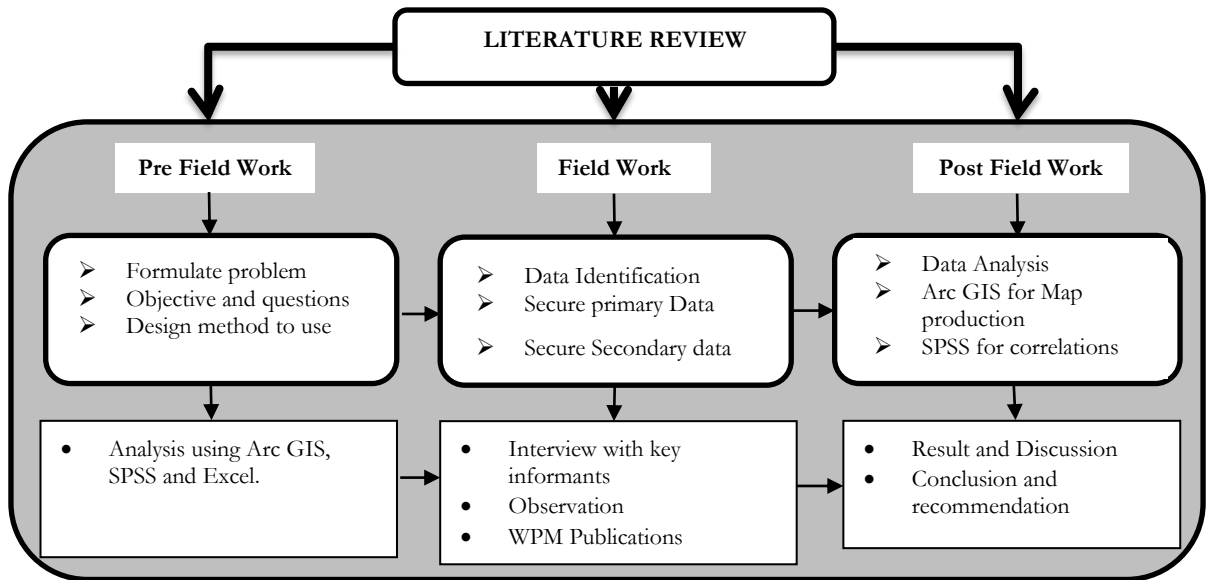 LITERATURE REVIEW
Pre Field Work
Field Work
Post Field Work
➢ Formulate problem
➢ Objective and questions
➢ Design method to use
➢ Data Identification
➢ Secure primary Data
➢ Secure Secondary data
➢ Data Analysis
➢ Arc GIS for Map
production
➢ SPSS for correlations
• Analysis using Arc GIS,
SPSS and Excel.
• Interview with key
informants
• Observation
• WPM Publications
• Result and Discussion
• Conclusion and
recommendation